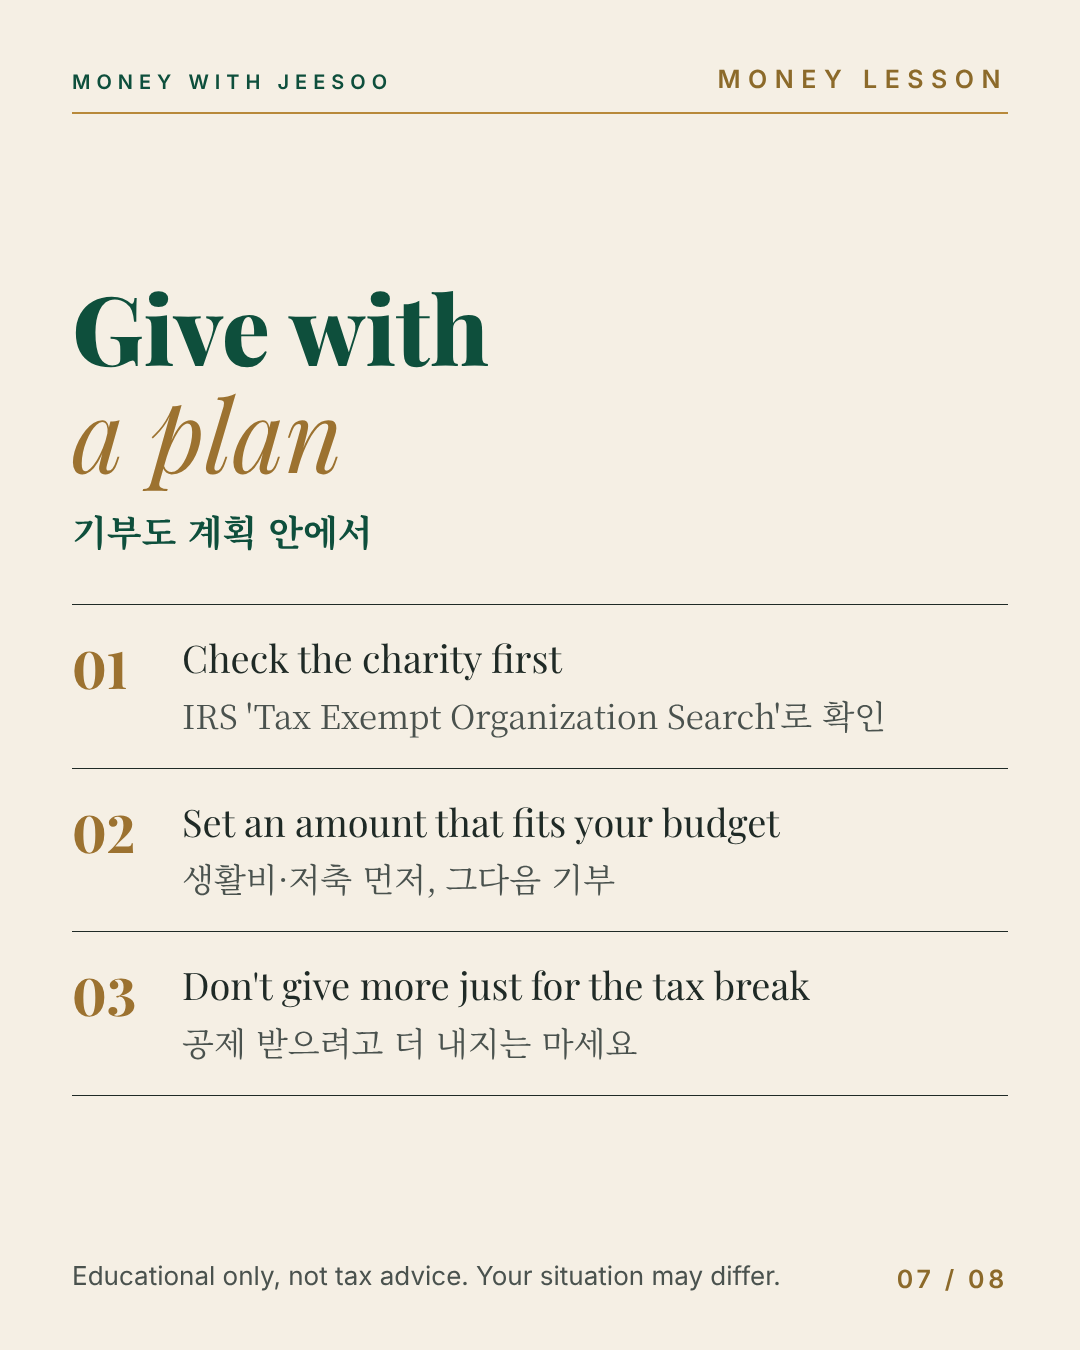 MONEY WITH JEESOO
MONEY LESSON
Give with
a plan
기부도 계획 안에서
01
Check the charity first
IRS 'Tax Exempt Organization Search'로 확인
02
Set an amount that fits your budget
생활비·저축 먼저, 그다음 기부
03
Don't give more just for the tax break
공제 받으려고 더 내지는 마세요
Educational only, not tax advice. Your situation may differ.
07 / 08